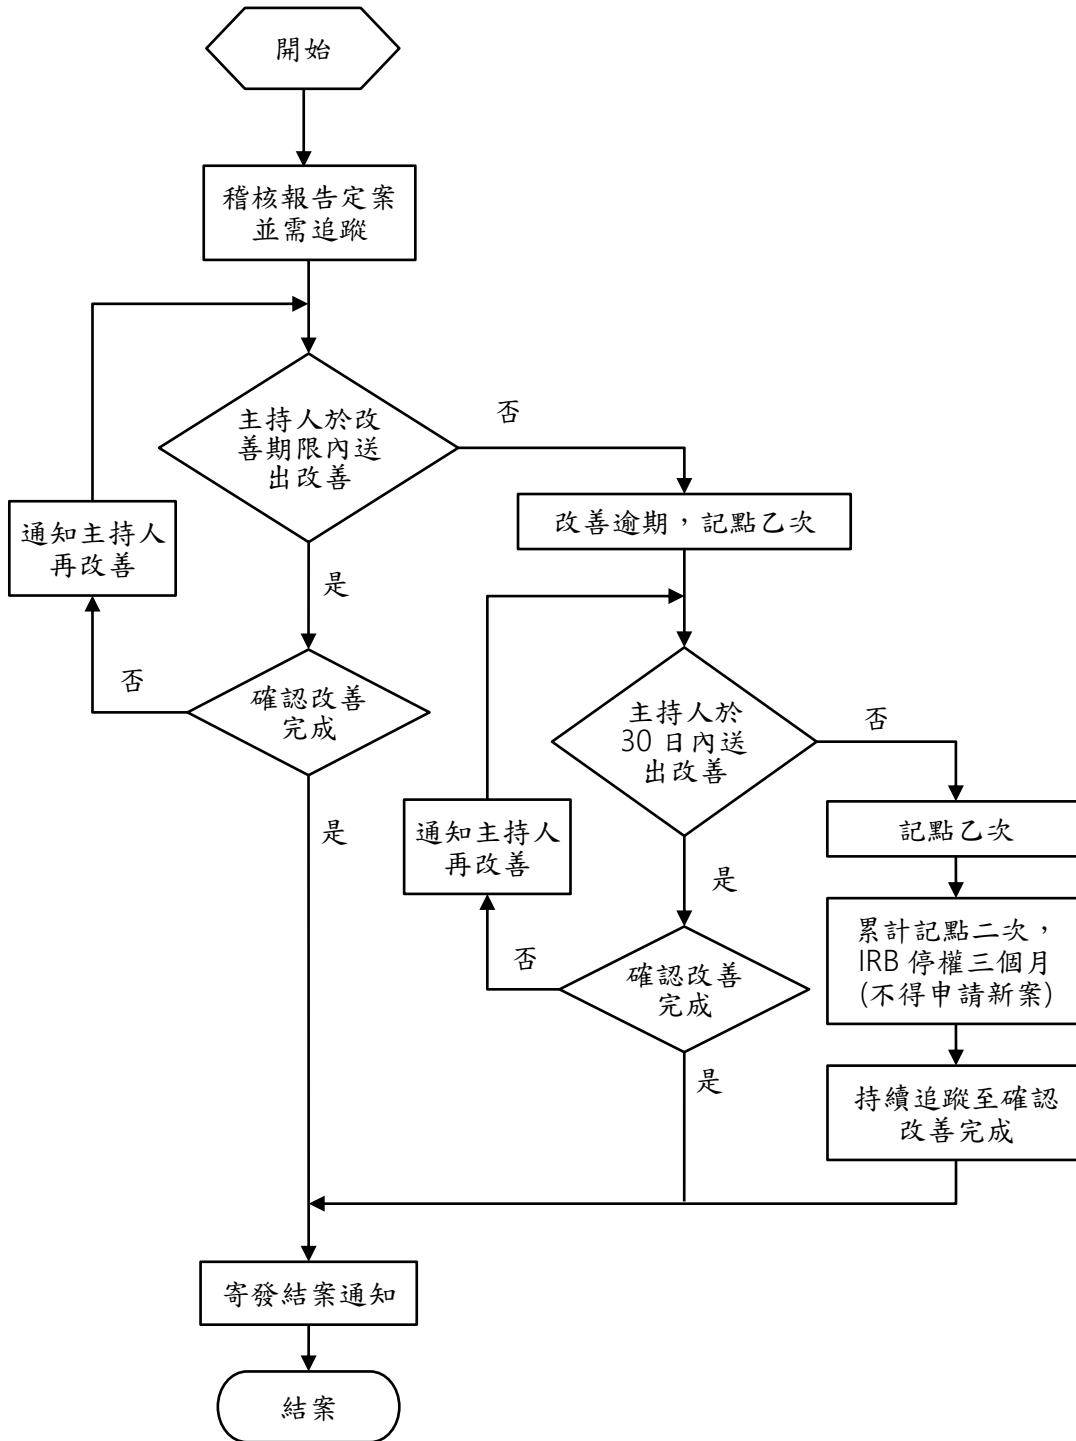 開始
稽核報告定案
並需追蹤
主持人於改
善期限內送
出改善
否
改善逾期，記點乙次
通知主持人
再改善
是
否
確認改善
完成
主持人於
30 日內送
出改善
否
是
通知主持人
再改善
記點乙次
是
累計記點二次，
IRB 停權三個月
(不得申請新案)
否
確認改善
完成
是
持續追蹤至確認
改善完成
寄發結案通知
結案